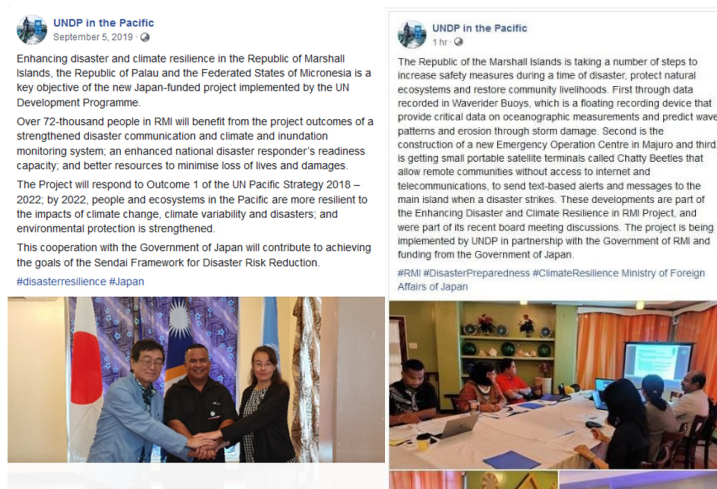 UNDP in the Pacific
September 5, 2019 ·
Enhancing disaster and climate resilience in the Republic of Marshall
Islands, the Republic of Palau and the Federated States of Micronesia is a
key objective of the new Japan-funded project implemented by the UN
Development Programme.
Over 72-thousand people in RMI will benefit from the project outcomes of a
strengthened disaster communication and climate and inundation
monitoring system; an enhanced national disaster responder's readiness
capacity; and better resources to minimise loss of lives and damages.
The Project will respond to Outcome 1 of the UN Pacific Strategy 2018 –
2022; by 2022, people and ecosystems in the Pacific are more resilient to
the impacts of climate change, climate variability and disasters; and
environmental protection is strengthened.
This cooperation with the Government of Japan will contribute to achieving
the goals of the Sendai Framework for Disaster Risk Reduction.
#disasterresilience #Japan
UNDP in the Pacific
1 hr ·
The Republic of the Marshall Islands is taking a number of steps to
increase safety measures during a time of disaster, protect natural
ecosystems and restore community livelihoods. First through data
recorded in Waverider Buoys, which is a floating recording device that
provide critical data on oceanographic measurements and predict wave
patterns and erosion through storm damage. Second is the
construction of a new Emergency Operation Centre in Majuro and third
is getting small portable satellite terminals called Chatty Beetles that
allow remote communities without access to internet and
telecommunications, to send text-based alerts and messages to the
main island when a disaster strikes. These developments are part of
the Enhancing Disaster and Climate Resilience in RMI Project, and
were part of its recent board meeting discussions. The project is being
implemented by UNDP in partnership with the Government of RMI and
funding from the Government of Japan.
#RMI #DisasterPreparedness #ClimateResilience Ministry of Foreign
Affairs of Japan